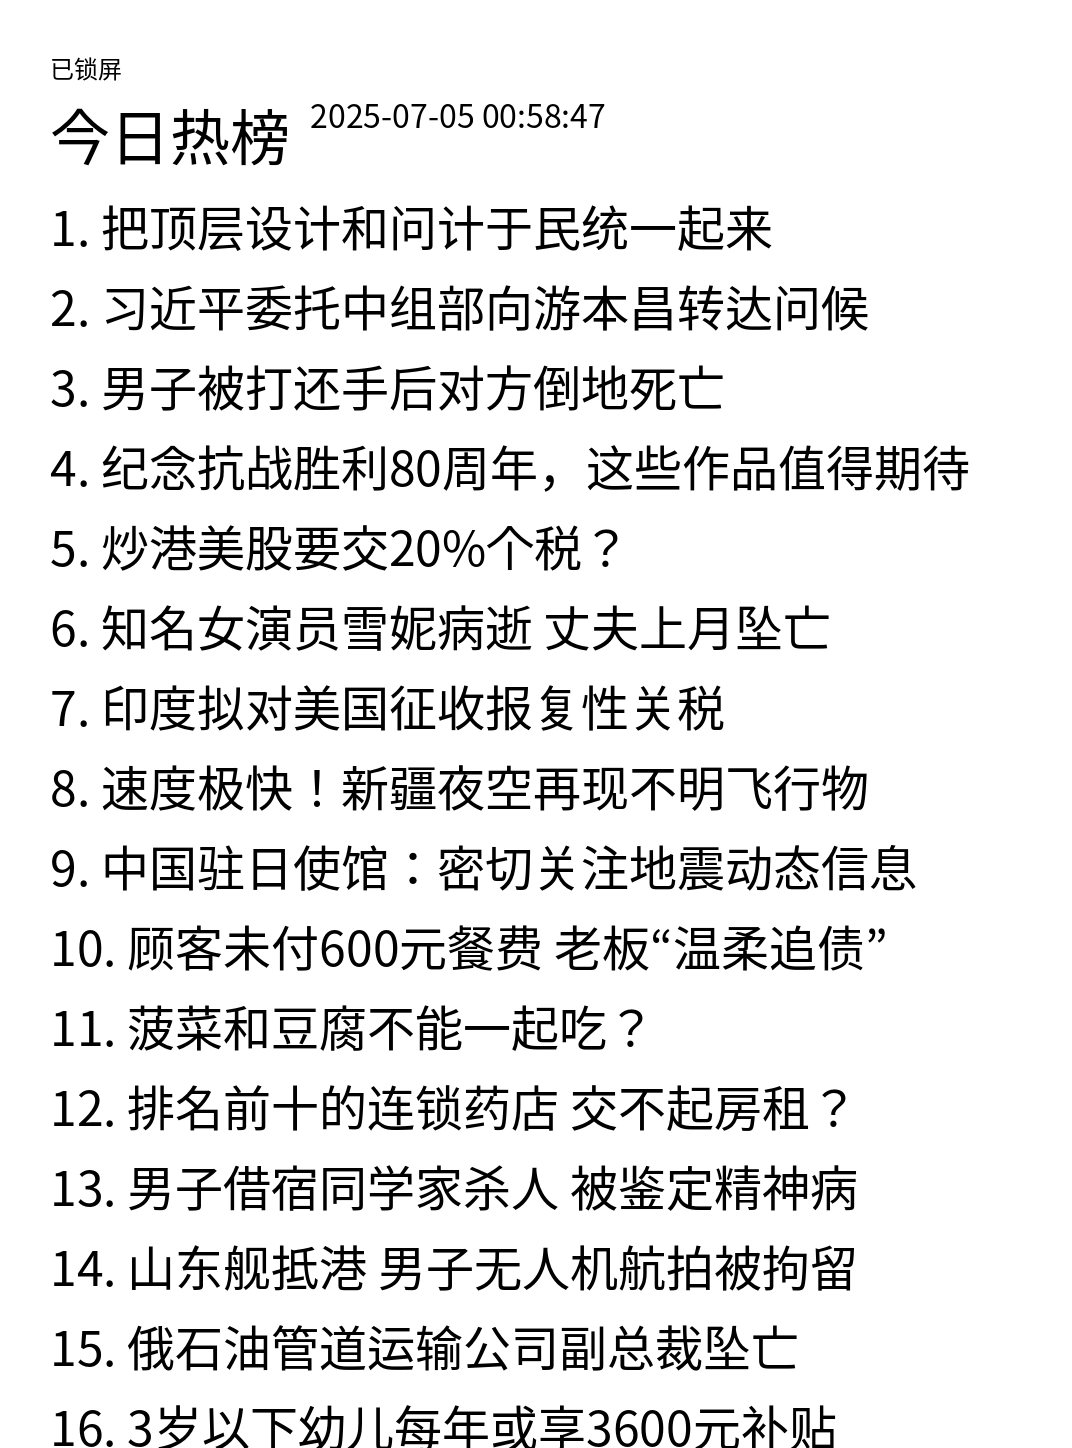 已锁屏
今日热榜 2025-07-05 00:58:47
1. 把顶层设计和问计于民统一起来
2. 习近平委托中组部向游本昌转达问候
3. 男子被打还手后对方倒地死亡
4. 纪念抗战胜利80周年，这些作品值得期待
5. 炒港美股要交20%个税？
6. 知名女演员雪妮病逝 丈夫上月坠亡
7. 印度拟对美国征收报复性关税
8. 速度极快！新疆夜空再现不明飞行物
9. 中国驻日使馆：密切关注地震动态信息
10. 顾客未付600元餐费 老板“温柔追债”
11. 菠菜和豆腐不能一起吃？
12. 排名前十的连锁药店 交不起房租？
13. 男子借宿同学家杀人 被鉴定精神病
14. 山东舰抵港 男子无人机航拍被拘留
15. 俄石油管道运输公司副总裁坠亡
16. 3岁以下幼儿每年或享3600元补贴